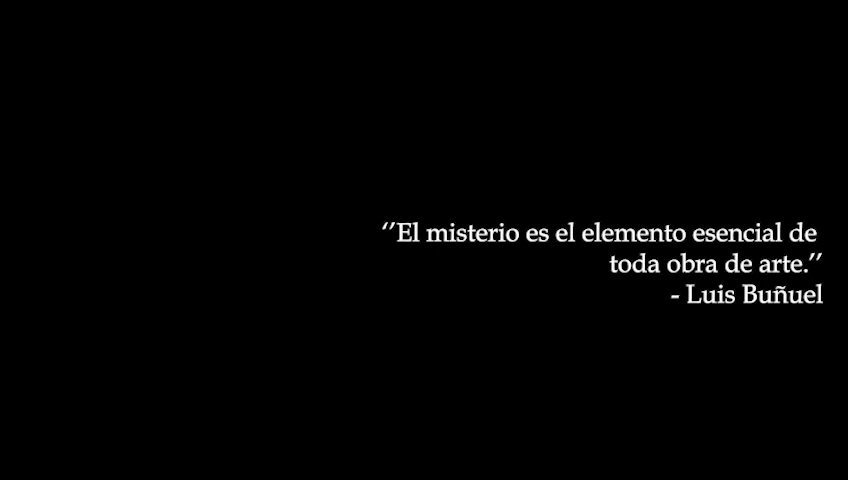 ‘‘El misterio es el elemento esencial de
toda obra de arte.’’
- Luis Buñuel